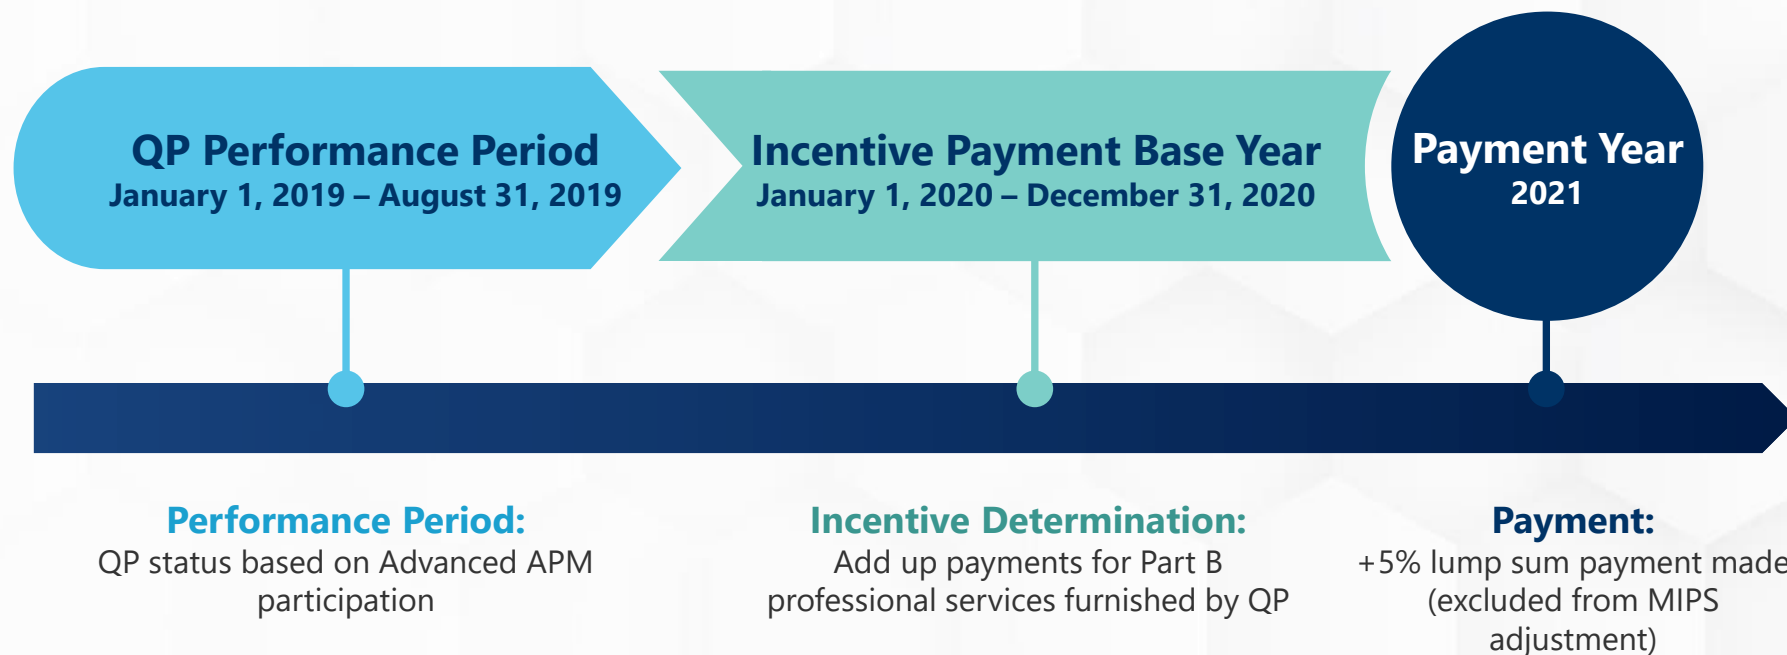 QP Performance Period
January 1, 2019 – August 31, 2019
Incentive Payment Base Year
January 1, 2020 – December 31, 2020
Payment Year
2021
Performance Period:
QP status based on Advanced APM
participation
Incentive Determination:
Add up payments for Part B
professional services furnished by QP
Payment:
+5% lump sum payment made
(excluded from MIPS
adjustment)